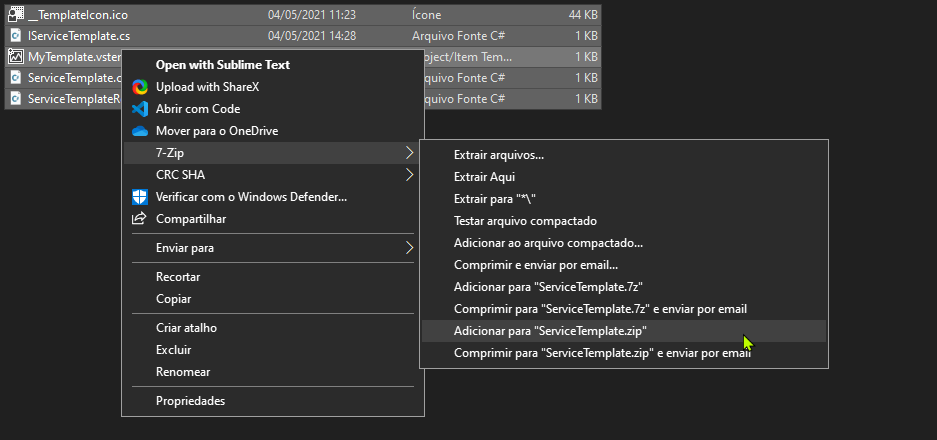 __TemplateIcon.ico 04/05/2021 11:23 Ícone 44 KB
IServiceTemplate.cs 04/05/2021 14:28 Arquivo Fonte C# 1 KB
MyTemplate.vster roject/Item Tem... 1 KB
ServiceTemplate.c rquivo Fonte C# 1 KB
ServiceTemplateR rquivo Fonte C# 1 KB
Open with Sublime Text
Upload with ShareX
Abrir com Code
Mover para o OneDrive
7-Zip
CRC SHA
Verificar com o Windows Defender...
Compartilhar
Enviar para
Recortar
Copiar
Criar atalho
Excluir
Renomear
Propriedades
Extrair arquivos...
Extrair Aqui
Extrair para "*\"
Testar arquivo compactado
Adicionar ao arquivo compactado...
Comprimir e enviar por email...
Adicionar para "ServiceTemplate.7z"
Comprimir para "ServiceTemplate.7z" e enviar por email
Adicionar para "ServiceTemplate.zip"
Comprimir para "ServiceTemplate.zip" e enviar por email